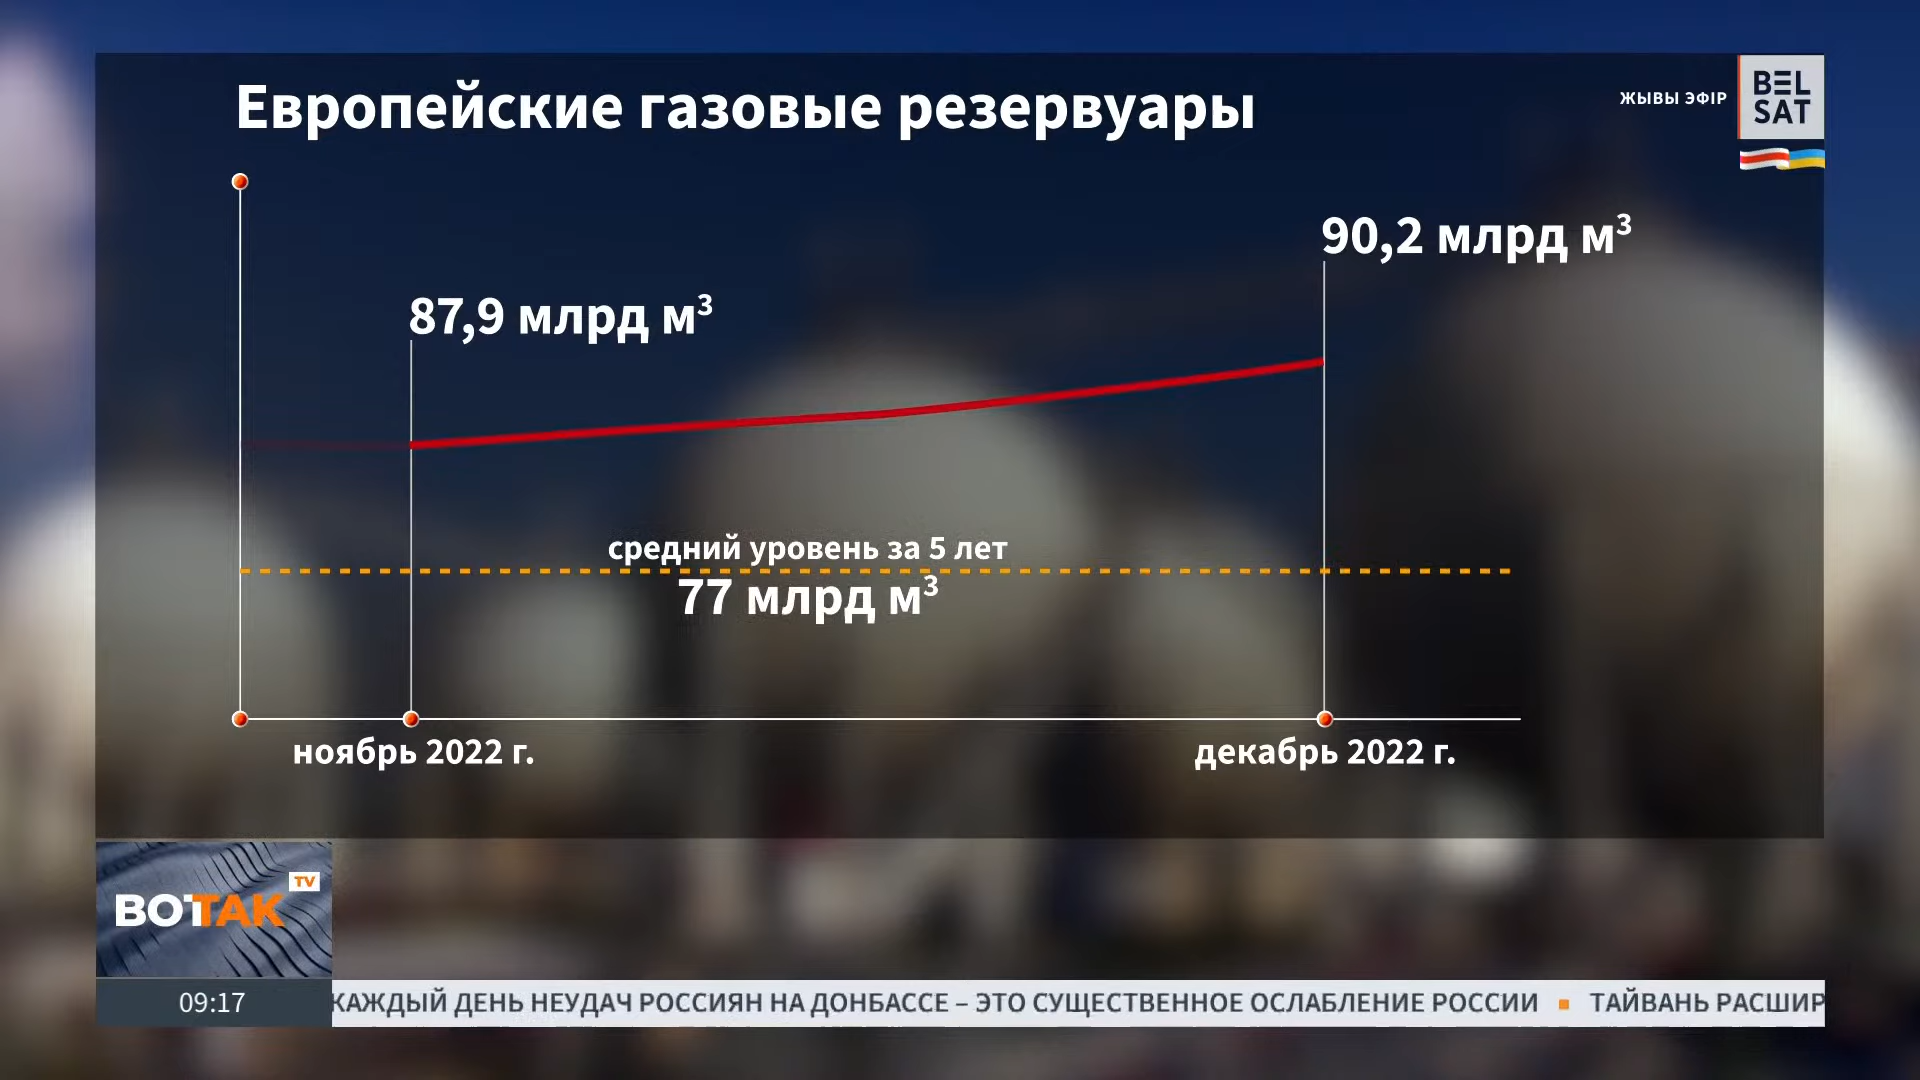 Европейские газовые резервуары
ЖЫВЫ ЭФІР
BEL
SAT
90,2 млрд м³
87,9 млрд м³
средний уровень за 5 лет
77 млрд м³
ноябрь 2022 г.
декабрь 2022 г.
ВОТТАК
TV
09:17
КАЖДЫЙ ДЕНЬ НЕУДАЧ РОССИЯН НА ДОНБАССЕ – ЭТО СУЩЕСТВЕННОЕ ОСЛАБЛЕНИЕ РОССИИ ▪ ТАЙВАНЬ РАСШИР